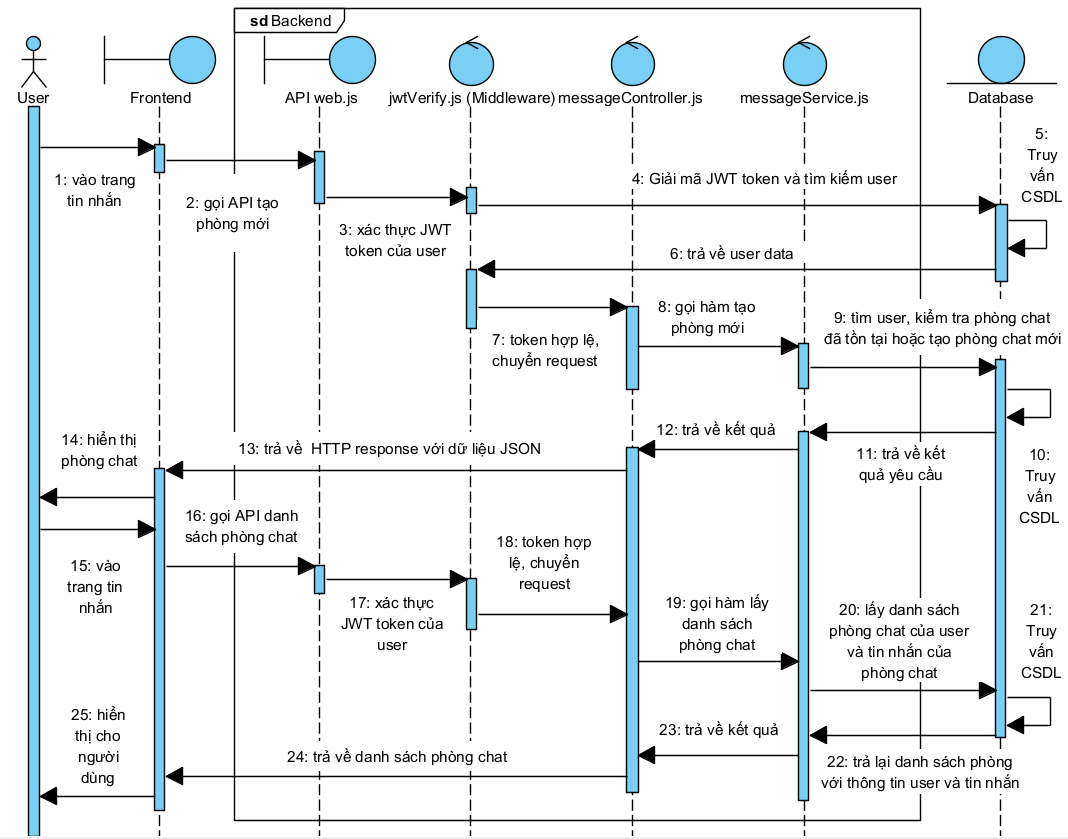 sd Backend
User
Frontend
API web.js
jwtVerify.js (Middleware)
messageController.js
messageService.js
Database
1: vào trang
tin nhắn
2: gọi API tạo
phòng mới
3: xác thực JWT
token của user
4: Giải mã JWT token và tìm kiếm user
5:
Truy
vấn
CSDL
6: trả về user data
7: token hợp lệ,
chuyển request
8: gọi hàm tạo
phòng mới
9: tìm user, kiểm tra phòng chat
đã tồn tại hoặc tạo phòng chat mới
10:
Truy
vấn
CSDL
11: trả về kết
quả yêu cầu
12: trả về kết quả
13: trả về HTTP response với dữ liệu JSON
14: hiển thị
phòng chat
15: vào
trang tin
nhắn
16: gọi API danh
sách phòng chat
17: xác thực
JWT token của
user
18: token hợp
lệ, chuyển
request
19: gọi hàm lấy
danh sách
phòng chat
20: lấy danh sách
phòng chat của user
và tin nhắn của
phòng chat
21:
Truy
vấn
CSDL
22: trả lại danh sách phòng
với thông tin user và tin nhắn
23: trả về kết quả
24: trả về danh sách phòng chat
25: hiển
thị cho
người
dùng